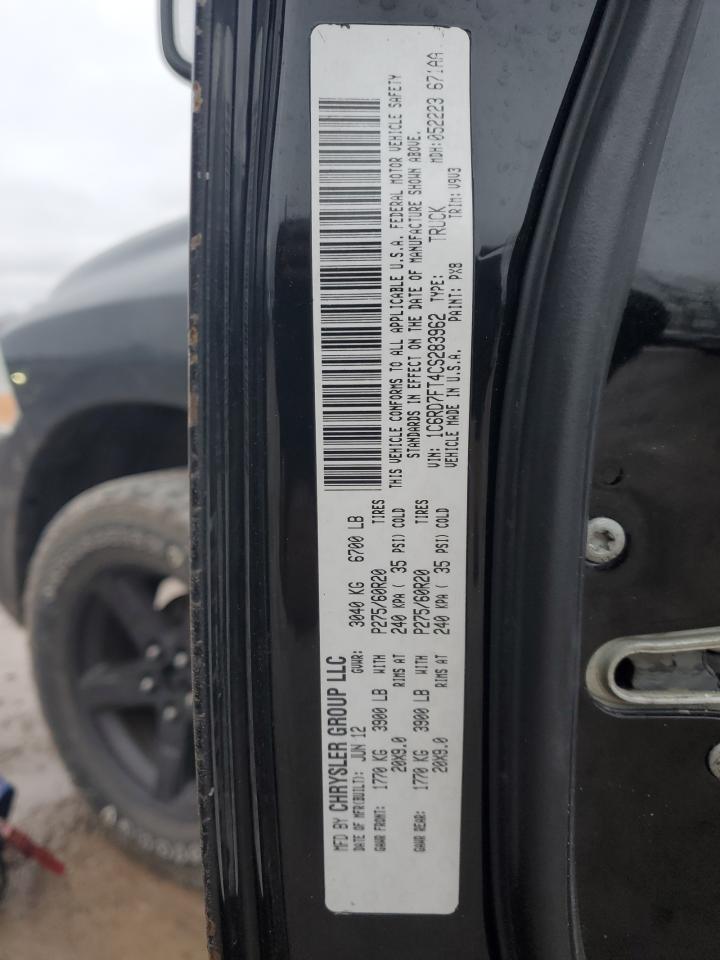 MFD BY CHRYSLER GROUP LLC
DATE OF MFR(BUILT): JUN 12 GVWR: 3040 KG 6700 LB
GAWR FRONT: 1770 KG 3900 LB WITH P275/60R20 TIRES
20X9.0 RIMS AT 240 KPA ( 35 PSI) COLD
GAWR REAR: 1770 KG 3900 LB WITH P275/60R20 TIRES
20X9.0 RIMS AT 240 KPA ( 35 PSI) COLD
THIS VEHICLE CONFORMS TO ALL APPLICABLE U.S.A. FEDERAL MOTOR VEHICLE SAFETY
STANDARDS IN EFFECT ON THE DATE OF MANUFACTURE SHOWN ABOVE.
VIN: 1C6RD7FT4CS283962 TYPE: TRUCK MDH: 052223 671AA
VEHICLE MADE IN U.S.A. PAINT: PX8 TRIM: V9V3